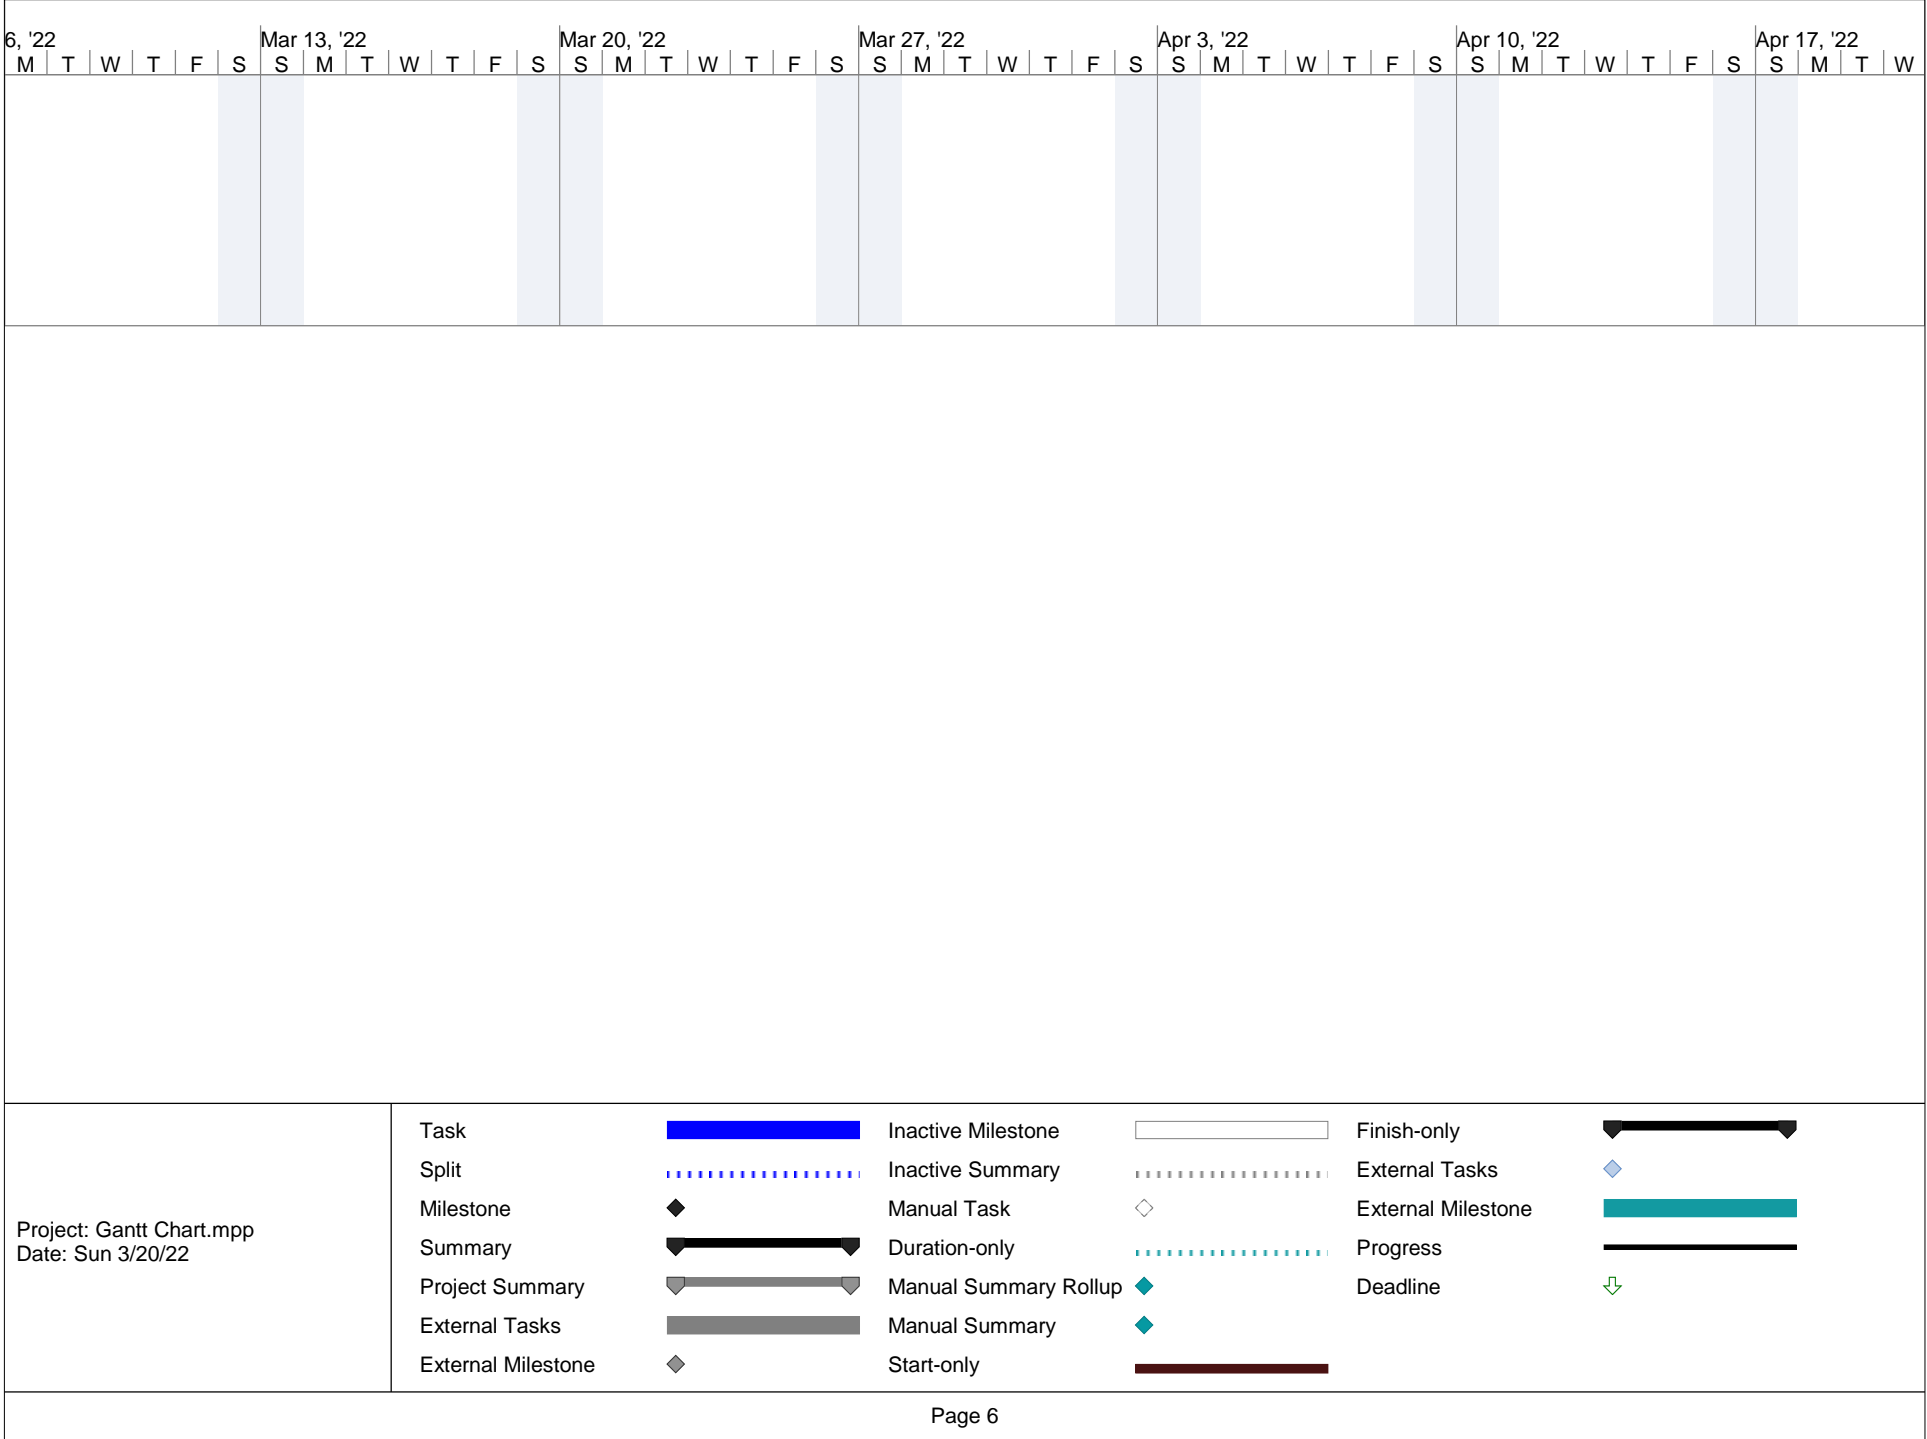 6, '22 Mar 13, '22 Mar 20, '22 Mar 27, '22 Apr 3, '22 Apr 10, '22 Apr 17, '22
M T W T F S S M T W T F S S M T W T F S S M T W T F S S M T W T F S S M T W T F S S M T W
Project: Gantt Chart.mpp
Date: Sun 3/20/22
Task
Split
Milestone
Summary
Project Summary
External Tasks
External Milestone
Inactive Milestone
Inactive Summary
Manual Task
Duration-only
Manual Summary Rollup
Manual Summary
Start-only
Finish-only
External Tasks
External Milestone
Progress
Deadline
Page 6